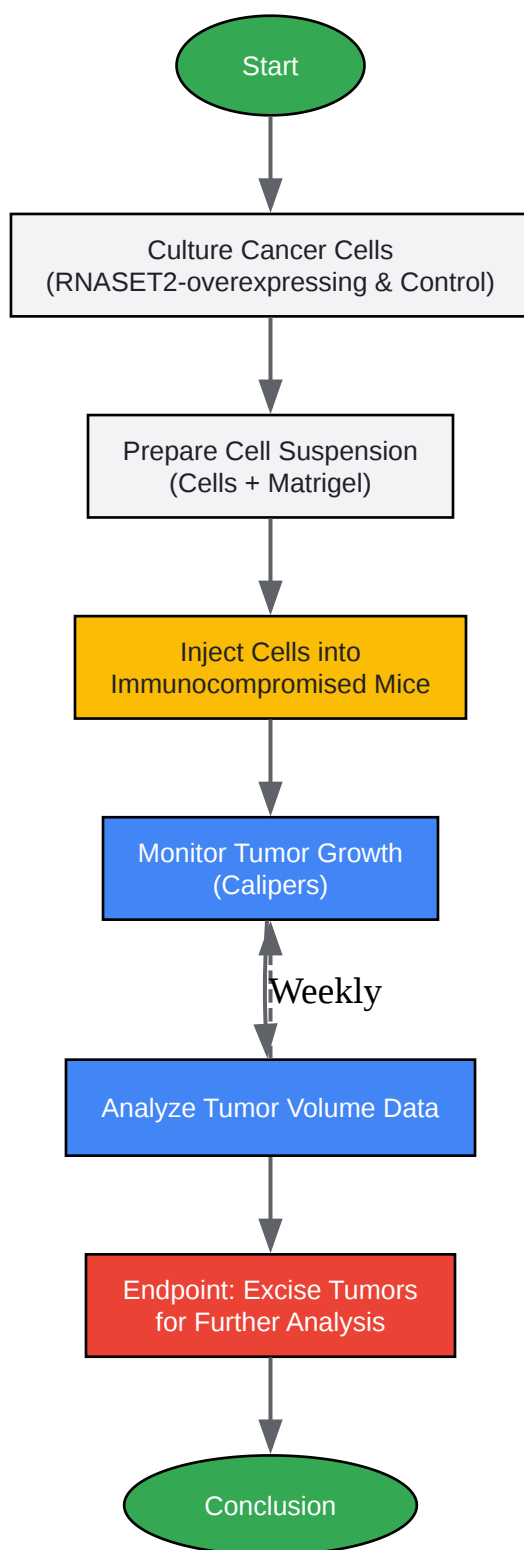 Start
Culture Cancer Cells
(RNASET2-overexpressing & Control)
Prepare Cell Suspension
(Cells + Matrigel)
Inject Cells into
Immunocompromised Mice
Monitor Tumor Growth
(Calipers)
Weekly
Analyze Tumor Volume Data
Endpoint: Excise Tumors
for Further Analysis
Conclusion